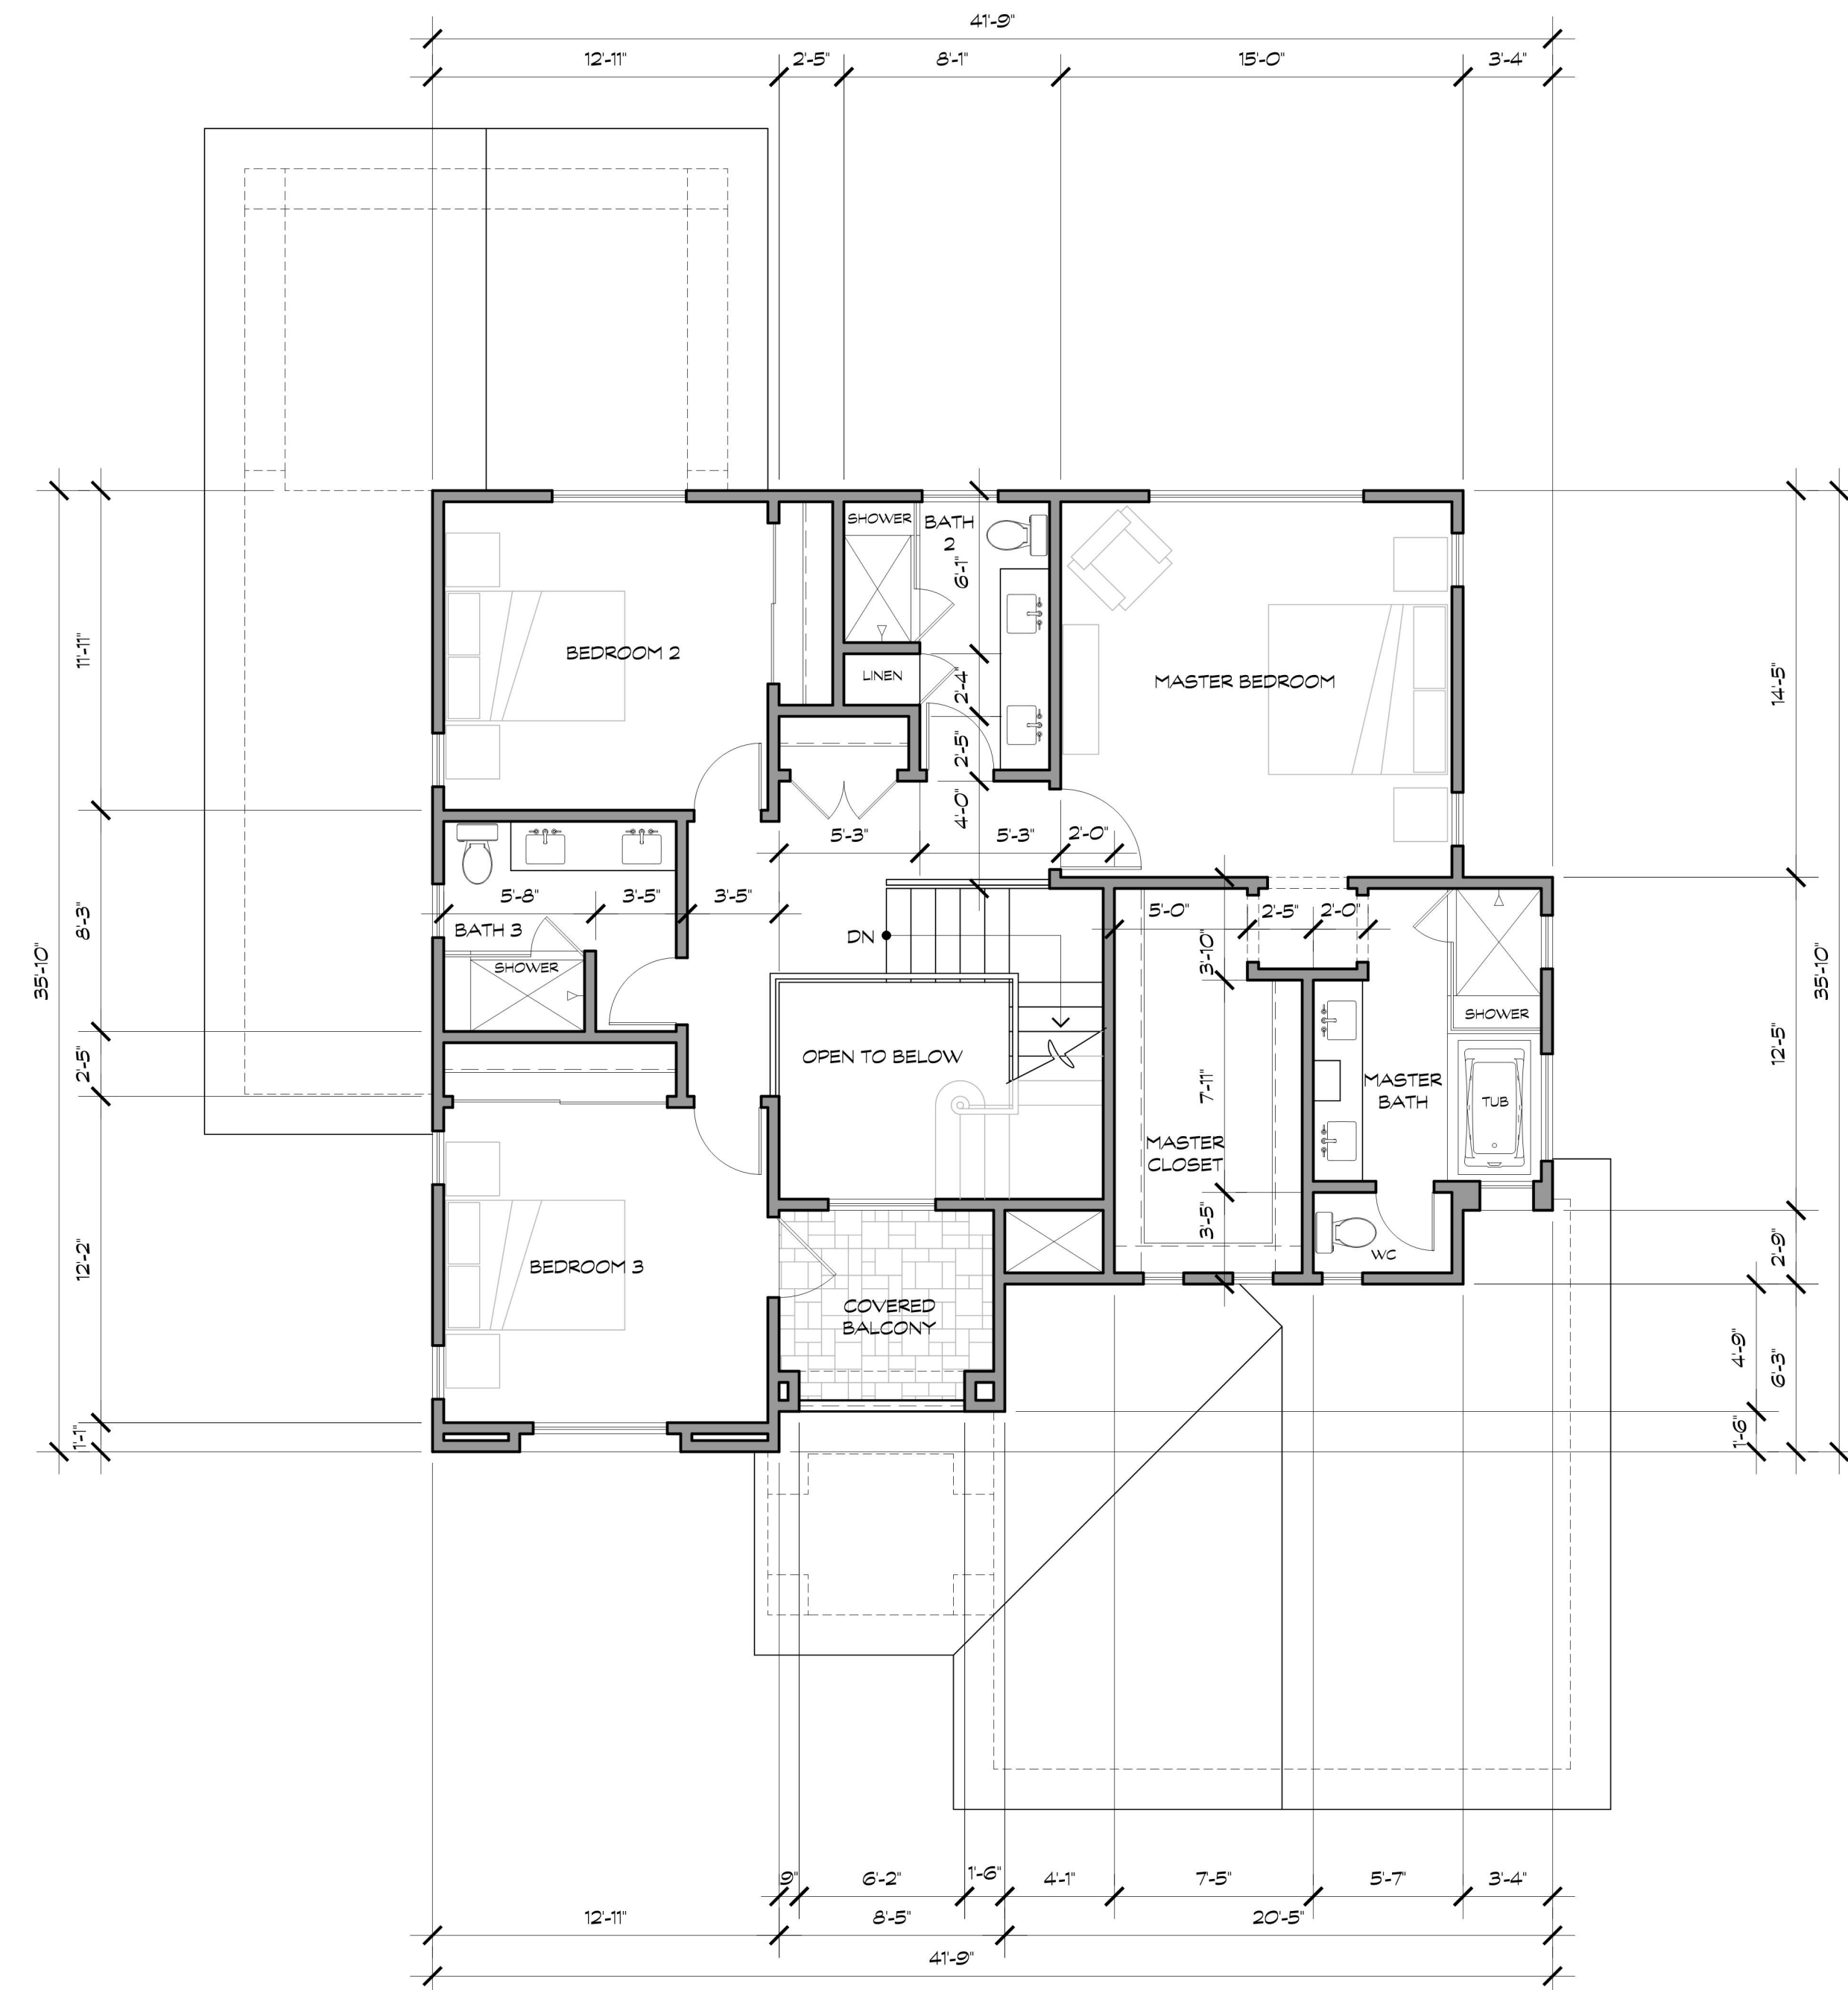 41'-9"
12'-11"
2'-5"
8'-1"
15'-0"
3'-4"
SHOWER
BATH
2
6'-1"
11'-11"
BEDROOM 2
LINEN
2'-4"
MASTER BEDROOM
14'-5"
2'-5"
4'-0"
5'-3"
5'-3"
2'-0"
5'-8"
3'-5"
3'-5"
8'-3"
BATH 3
DN
5'-0"
2'-5"
2'-0"
3'-10"
35'-10"
35'-10"
SHOWER
SHOWER
2'-5"
OPEN TO BELOW
12'-5"
7'-11"
MASTER
BATH
TUB
MASTER
CLOSET
3'-5"
WC
2'-9"
12'-2"
BEDROOM 3
COVERED
BALCONY
4'-9"
6'-3"
1'-1"
1'-6"
9"
6'-2"
1'-6"
4'-1"
7'-5"
5'-7"
3'-4"
12'-11"
8'-5"
20'-5"
41'-9"